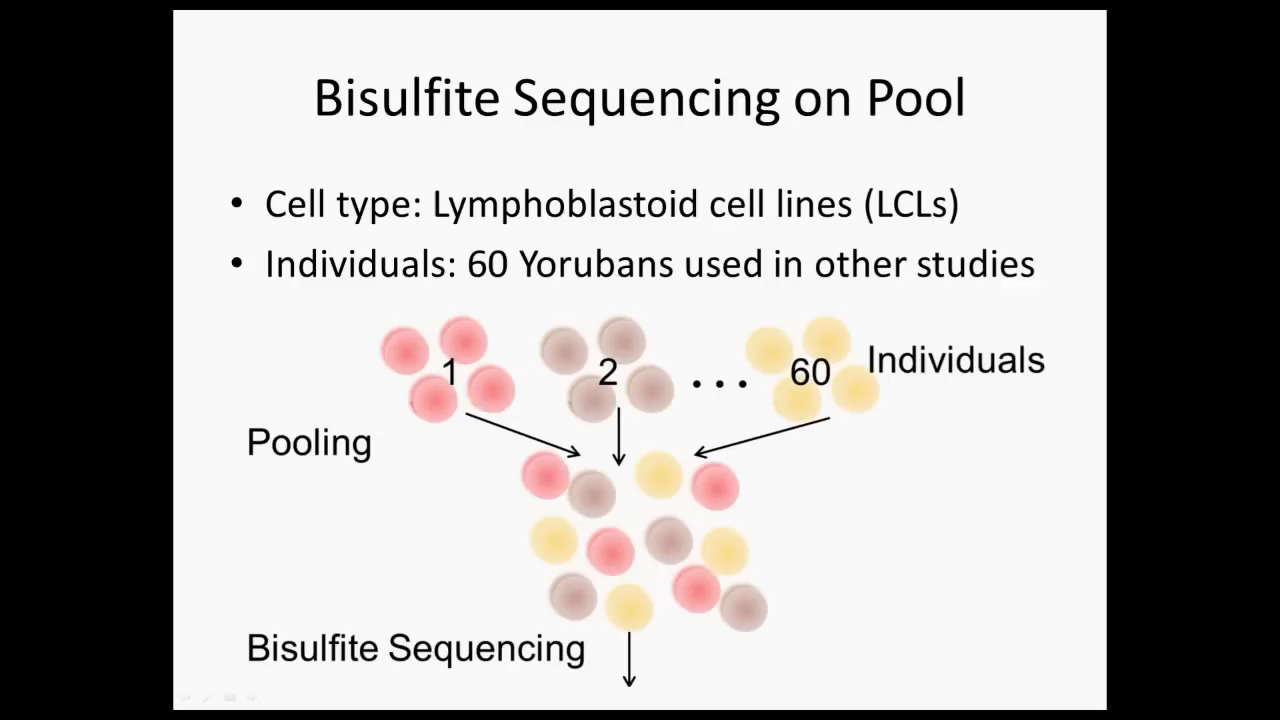 Bisulfite Sequencing on Pool
• Cell type: Lymphoblastoid cell lines (LCLs)
• Individuals: 60 Yorubans used in other studies
1 2 ... 60 Individuals
Pooling
Bisulfite Sequencing